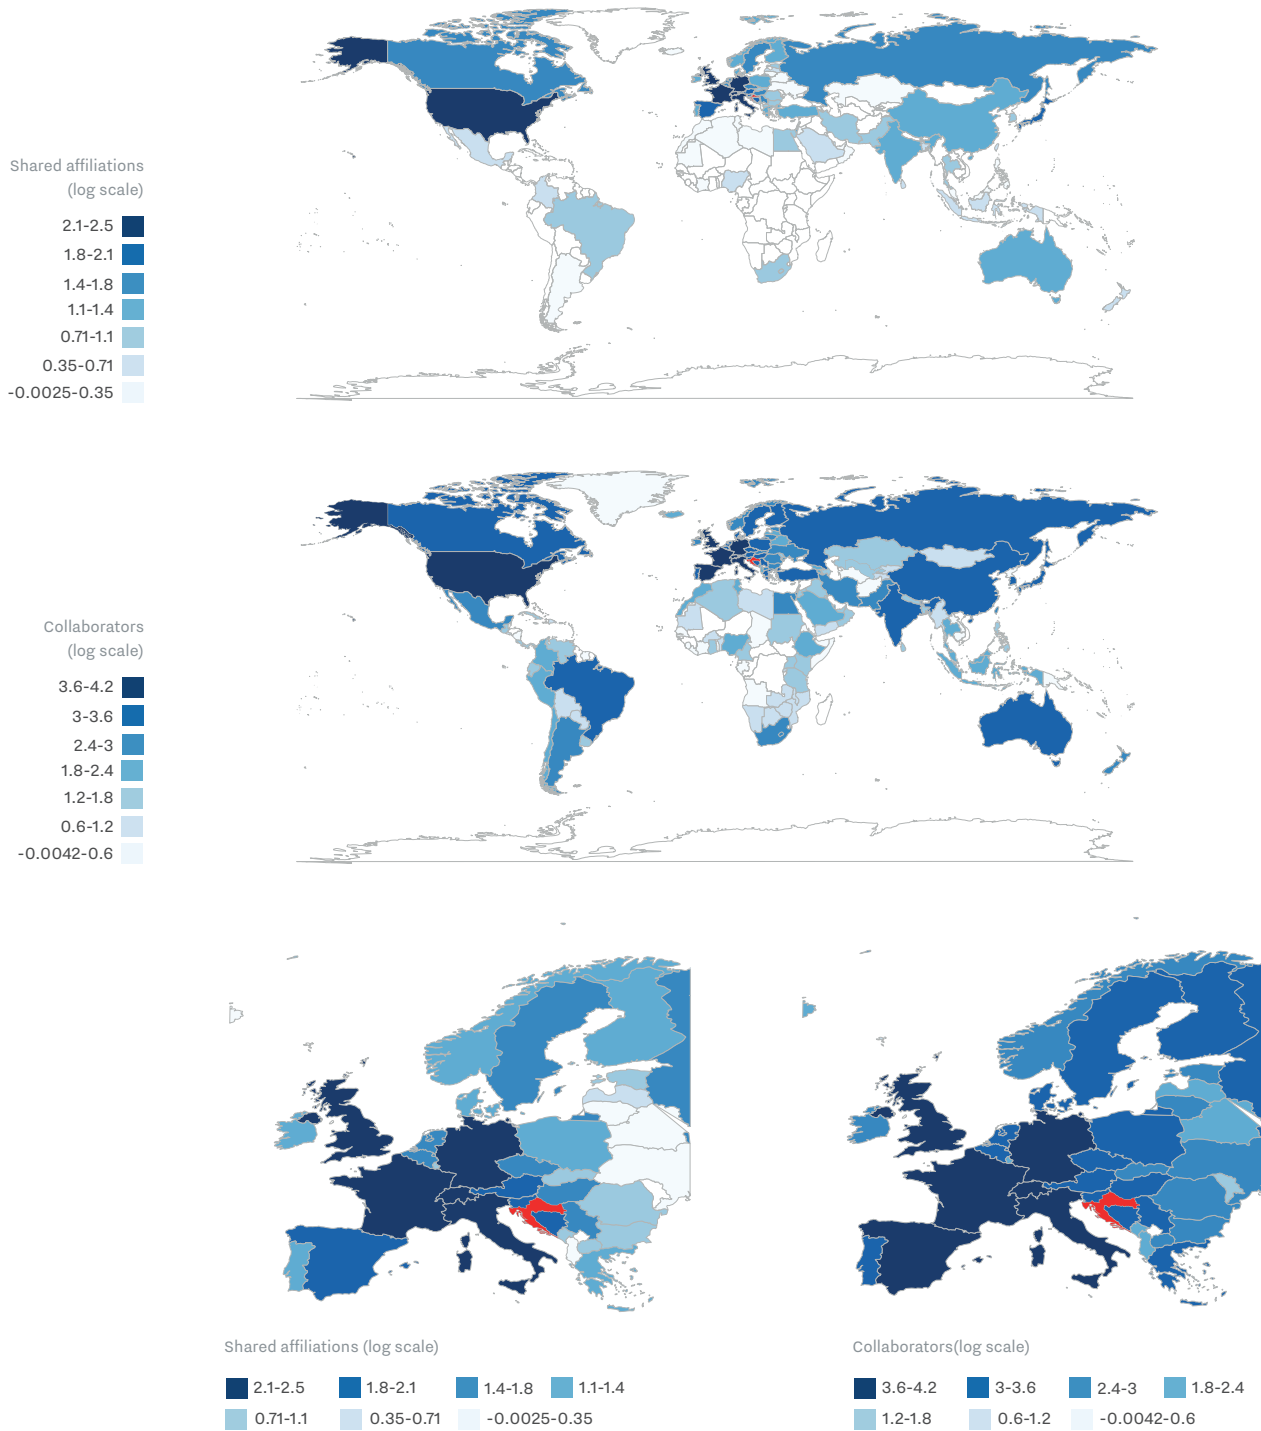 Shared affiliations
(log scale)
2.1-2.5
1.8-2.1
1.4-1.8
1.1-1.4
0.71-1.1
0.35-0.71
-0.0025-0.35
Collaborators
(log scale)
3.6-4.2
3-3.6
2.4-3
1.8-2.4
1.2-1.8
0.6-1.2
-0.0042-0.6
Shared affiliations (log scale)
2.1-2.5 1.8-2.1 1.4-1.8 1.1-1.4
0.71-1.1 0.35-0.71 -0.0025-0.35
Collaborators(log scale)
3.6-4.2 3-3.6 2.4-3 1.8-2.4
1.2-1.8 0.6-1.2 -0.0042-0.6